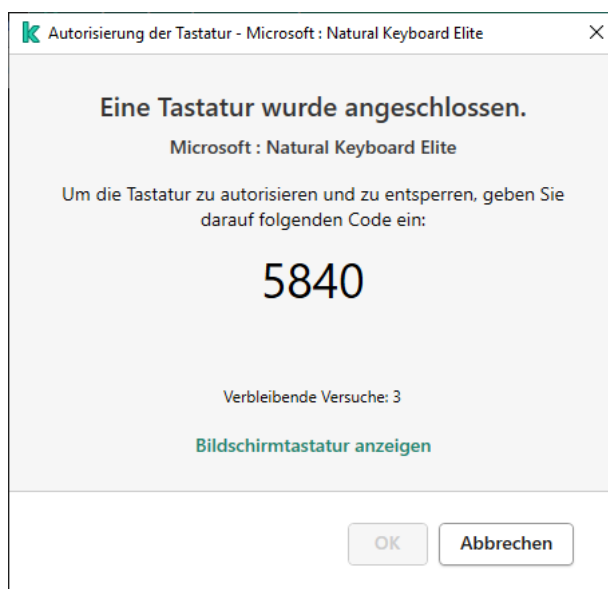 Autorisierung der Tastatur - Microsoft : Natural Keyboard Elite
Eine Tastatur wurde angeschlossen.
Microsoft : Natural Keyboard Elite
Um die Tastatur zu autorisieren und zu entsperren, geben Sie
darauf folgenden Code ein:
5840
Verbleibende Versuche: 3
Bildschirmtastatur anzeigen
OK Abbrechen